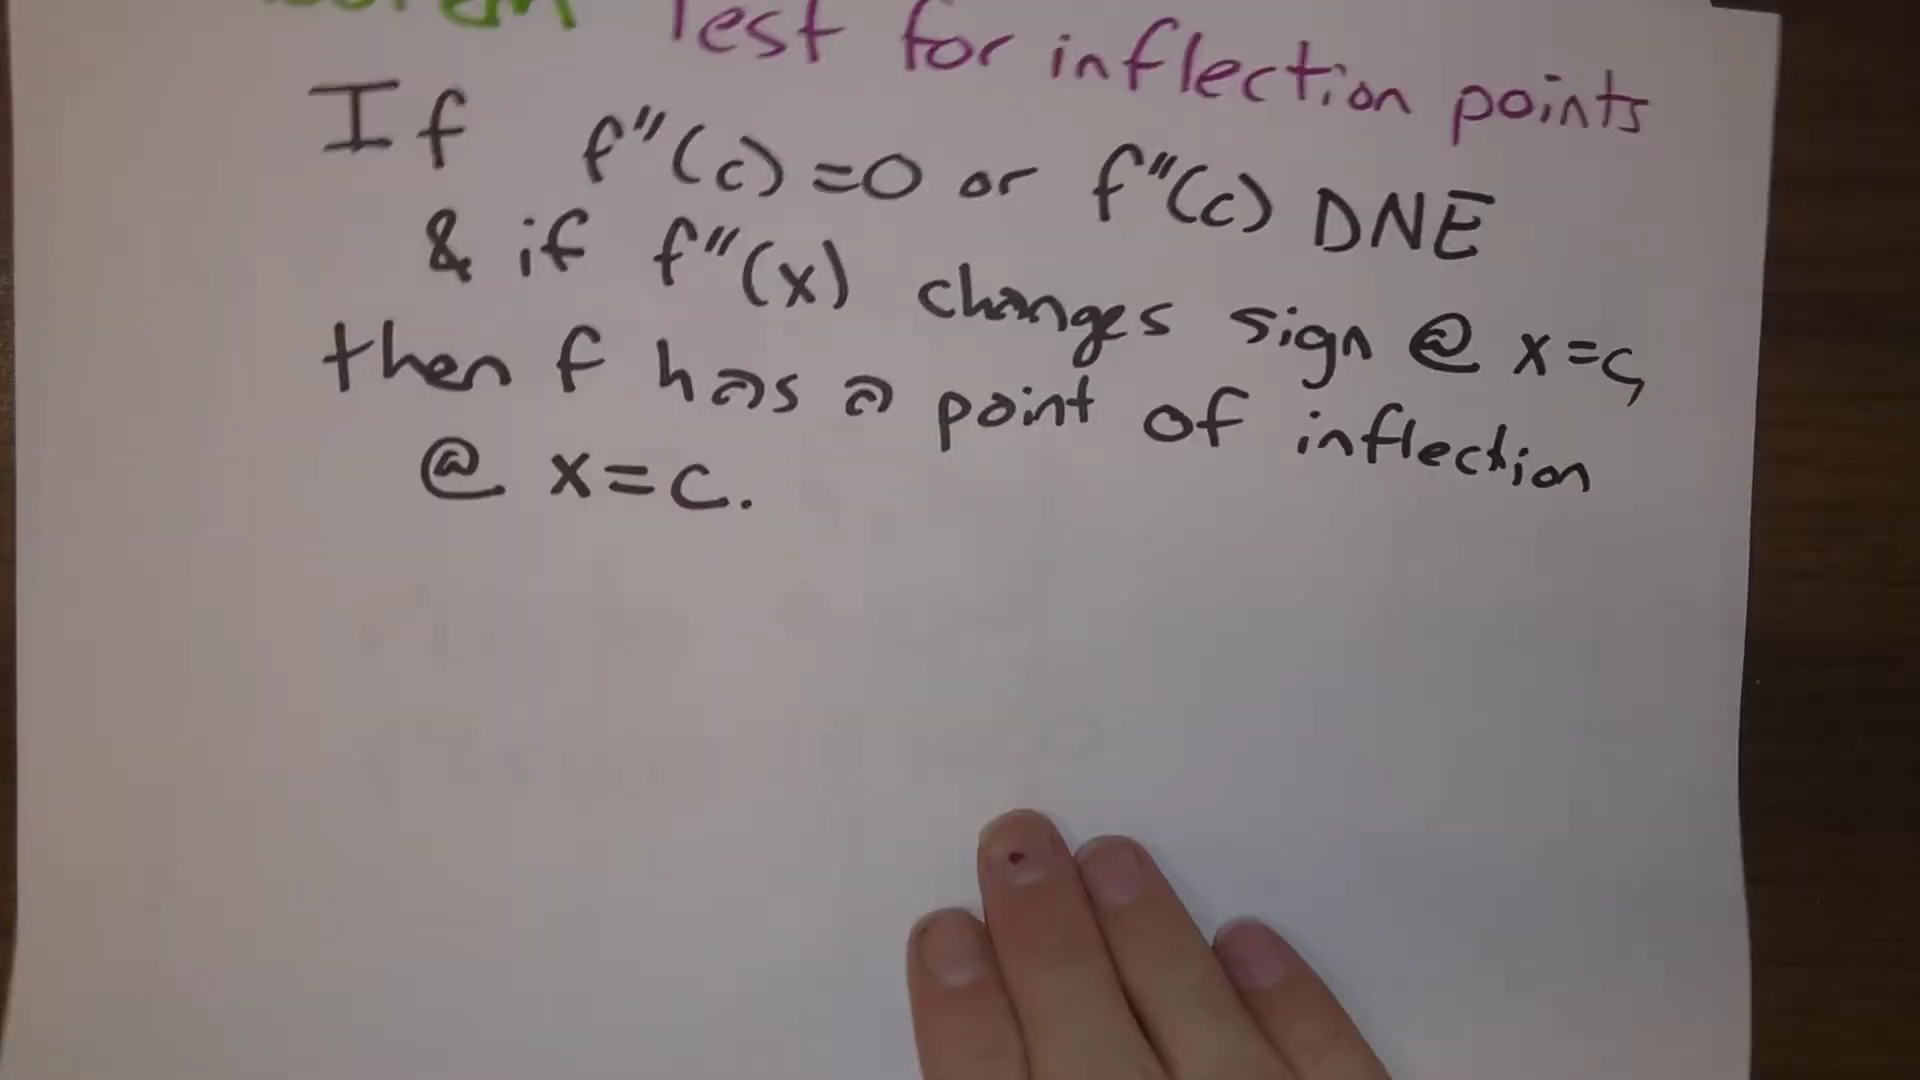 Test for inflection points
If f"(c)=0 or f"(c) DNE
& if f"(x) changes sign @ x=c,
then f has a point of inflection
@ x=c.